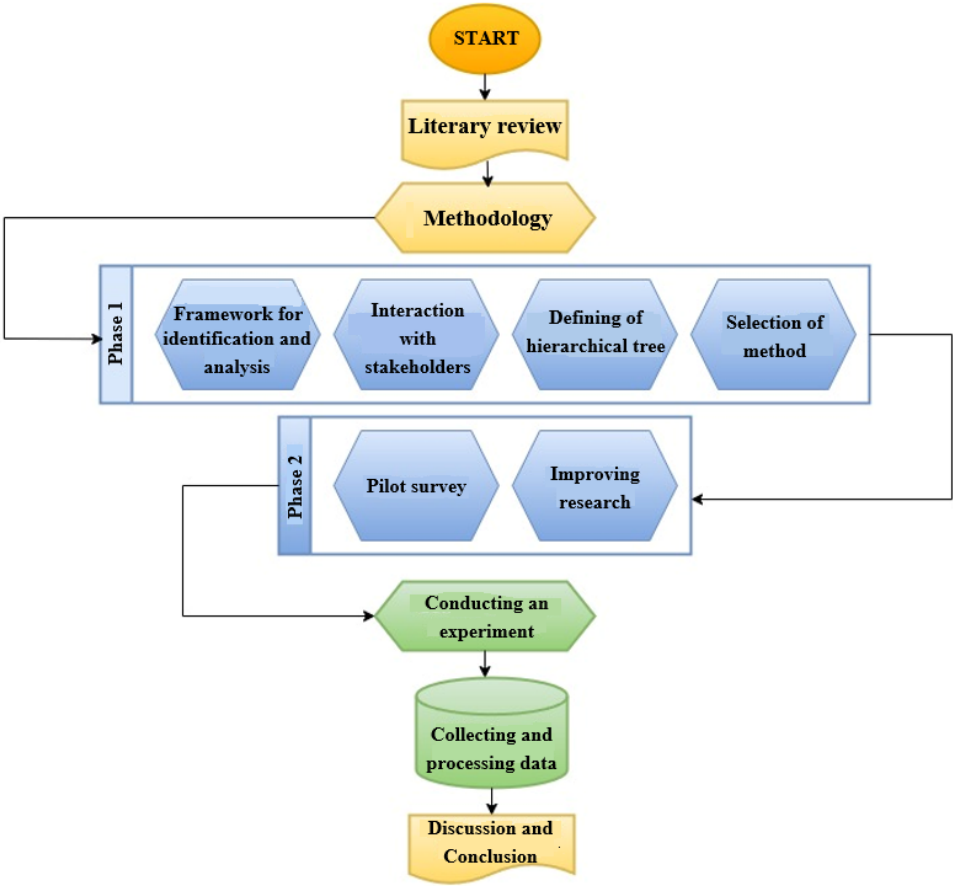 START
Literary review
Methodology
Phase 1
Framework for
identification and
analysis
Interaction
with
stakeholders
Defining of
hierarchical tree
Selection of
method
Phase 2
Pilot survey
Improving
research
Conducting an
experiment
Collecting and
processing data
Discussion and
Conclusion